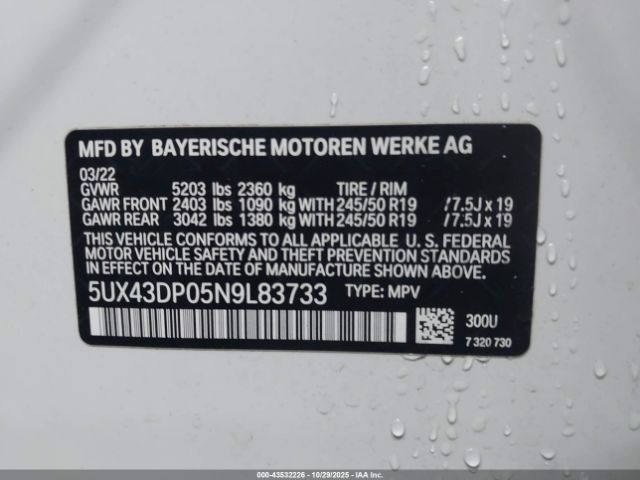 MFD BY BAYERISCHE MOTOREN WERKE AG
03/22
GVWR 5203 lbs 2360 kg TIRE / RIM
GAWR FRONT 2403 lbs 1090 kg WITH 245/50 R19 /7.5J x 19
GAWR REAR 3042 lbs 1380 kg WITH 245/50 R19 /7.5J x 19
THIS VEHICLE CONFORMS TO ALL APPLICABLE U. S. FEDERAL
MOTOR VEHICLE SAFETY AND THEFT PREVENTION STANDARDS
IN EFFECT ON THE DATE OF MANUFACTURE SHOWN ABOVE.
5UX43DP05N9L83733 TYPE: MPV
300U
7 320 730
000-43532226 | 10/29/2025 | IAA, Inc.